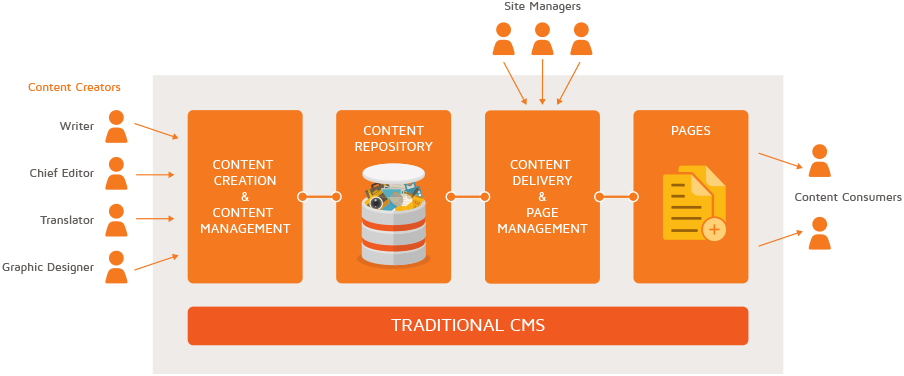 Site Managers
Content Creators
Writer
Chief Editor
Translator
Graphic Designer
CONTENT
CREATION
&
CONTENT
MANAGEMENT
CONTENT
REPOSITORY
CONTENT
DELIVERY
&
PAGE
MANAGEMENT
PAGES
Content Consumers
TRADITIONAL CMS